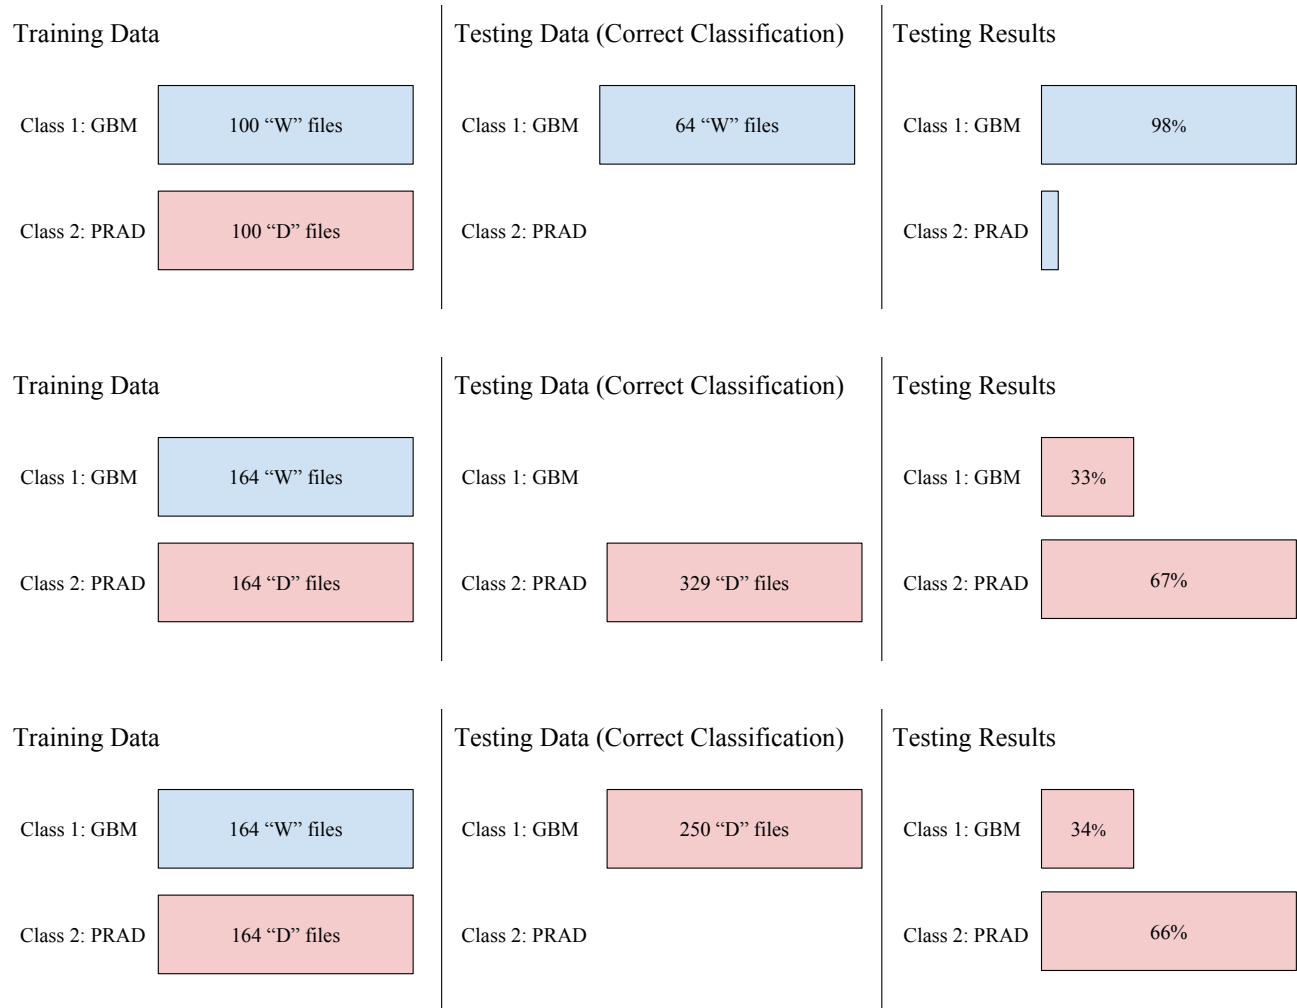 Training Data
Testing Data (Correct Classification)
Testing Results
Class 1: GBM
100 “W” files
Class 1: GBM
64 “W” files
Class 1: GBM
98%
Class 2: PRAD
100 “D” files
Class 2: PRAD
Class 2: PRAD
Training Data
Testing Data (Correct Classification)
Testing Results
Class 1: GBM
164 “W” files
Class 1: GBM
Class 1: GBM
33%
Class 2: PRAD
164 “D” files
Class 2: PRAD
329 “D” files
Class 2: PRAD
67%
Training Data
Testing Data (Correct Classification)
Testing Results
Class 1: GBM
164 “W” files
Class 1: GBM
250 “D” files
Class 1: GBM
34%
Class 2: PRAD
164 “D” files
Class 2: PRAD
Class 2: PRAD
66%